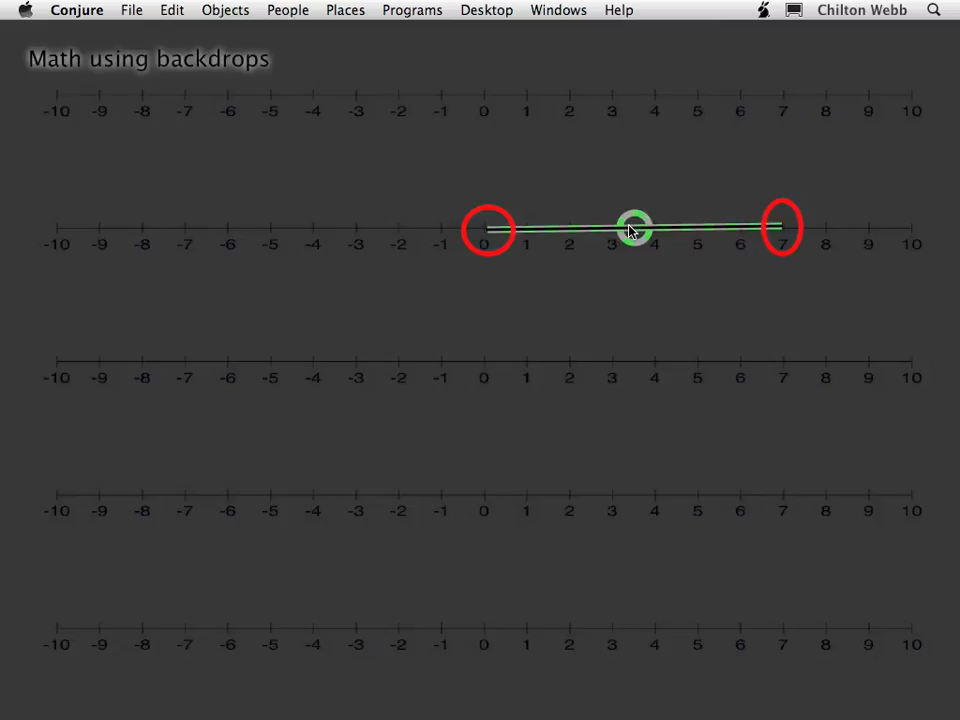 Conjure File Edit Objects People Places Programs Desktop Windows Help Chilton Webb
Math using backdrops
-10 -9 -8 -7 -6 -5 -4 -3 -2 -1 0 1 2 3 4 5 6 7 8 9 10
-10 -9 -8 -7 -6 -5 -4 -3 -2 -1 0 1 2 3 4 5 6 7 8 9 10
-10 -9 -8 -7 -6 -5 -4 -3 -2 -1 0 1 2 3 4 5 6 7 8 9 10
-10 -9 -8 -7 -6 -5 -4 -3 -2 -1 0 1 2 3 4 5 6 7 8 9 10
-10 -9 -8 -7 -6 -5 -4 -3 -2 -1 0 1 2 3 4 5 6 7 8 9 10